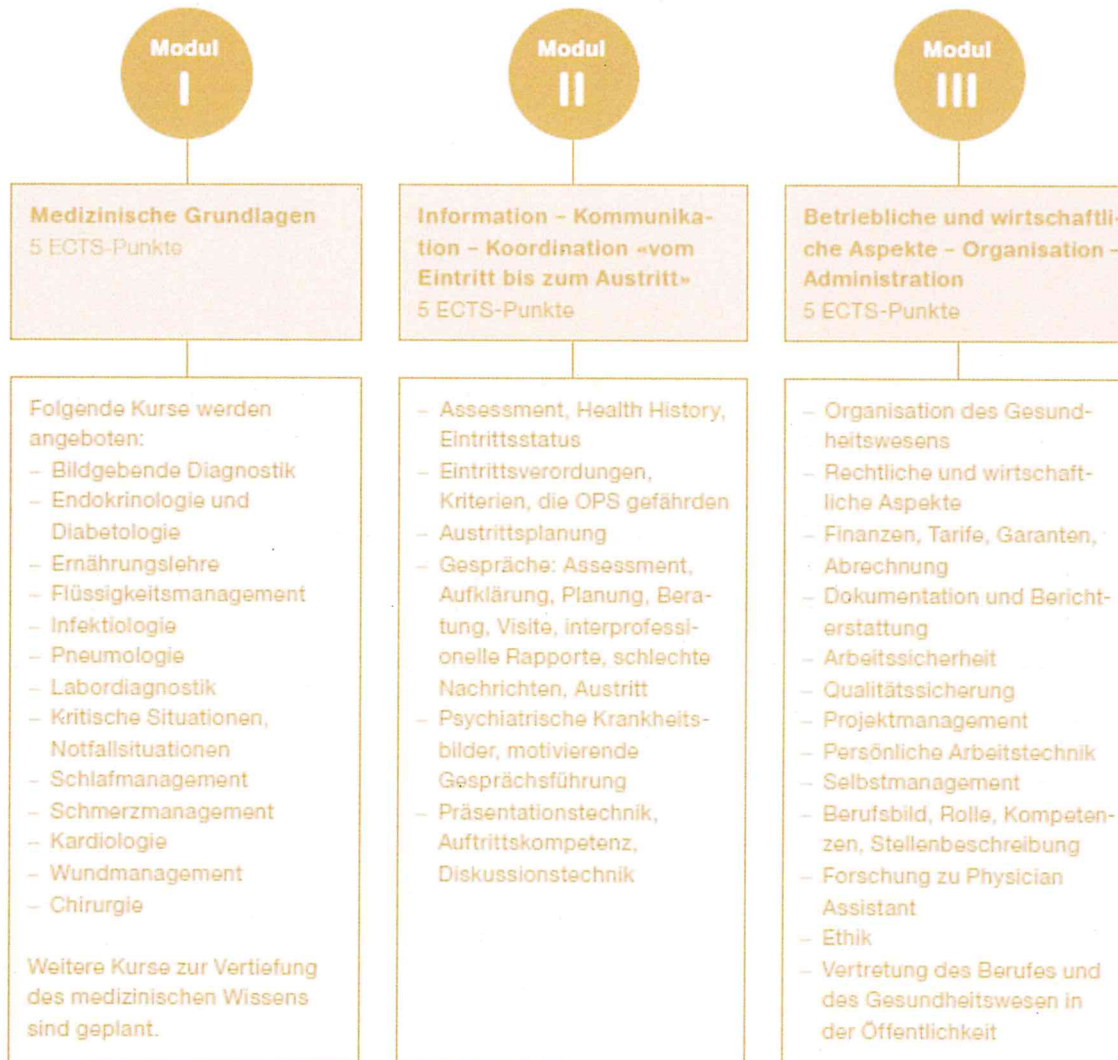 Modul
I
Medizinische Grundlagen
5 ECTS-Punkte
Folgende Kurse werden
angeboten:
– Bildgebende Diagnostik
– Endokrinologie und
Diabetologie
– Ernährungslehre
– Flüssigkeitsmanagement
– Infektiologie
– Pneumologie
– Labordiagnostik
– Kritische Situationen,
Notfallsituationen
– Schlafmanagement
– Schmerzmanagement
– Kardiologie
– Wundmanagement
– Chirurgie
Weitere Kurse zur Vertiefung
des medizinischen Wissens
sind geplant.
Modul
II
Information – Kommunika-
tion – Koordination «vom
Eintritt bis zum Austritt»
5 ECTS-Punkte
– Assessment, Health History,
Eintrittsstatus
– Eintrittsverordungen,
Kriterien, die OPS gefährden
– Austrittsplanung
– Gespräche: Assessment,
Aufklärung, Planung, Bera-
tung, Visite, interprofessi-
onelle Rapporte, schlechte
Nachrichten, Austritt
– Psychiatrische Krankheits-
bilder, motivierende
Gesprächsführung
– Präsentationstechnik,
Auftrittskompetenz,
Diskussionstechnik
Modul
III
Betriebliche und wirtschaftli-
che Aspekte – Organisation –
Administration
5 ECTS-Punkte
– Organisation des Gesund-
heitswesens
– Rechtliche und wirtschaft-
liche Aspekte
– Finanzen, Tarife, Garanten,
Abrechnung
– Dokumentation und Bericht-
erstattung
– Arbeitssicherheit
– Qualitätssicherung
– Projektmanagement
– Persönliche Arbeitstechnik
– Selbstmanagement
– Berufsbild, Rolle, Kompeten-
zen, Stellenbeschreibung
– Forschung zu Physician
Assistant
– Ethik
– Vertretung des Berufes und
des Gesundheitswesen in
der Öffentlichkeit